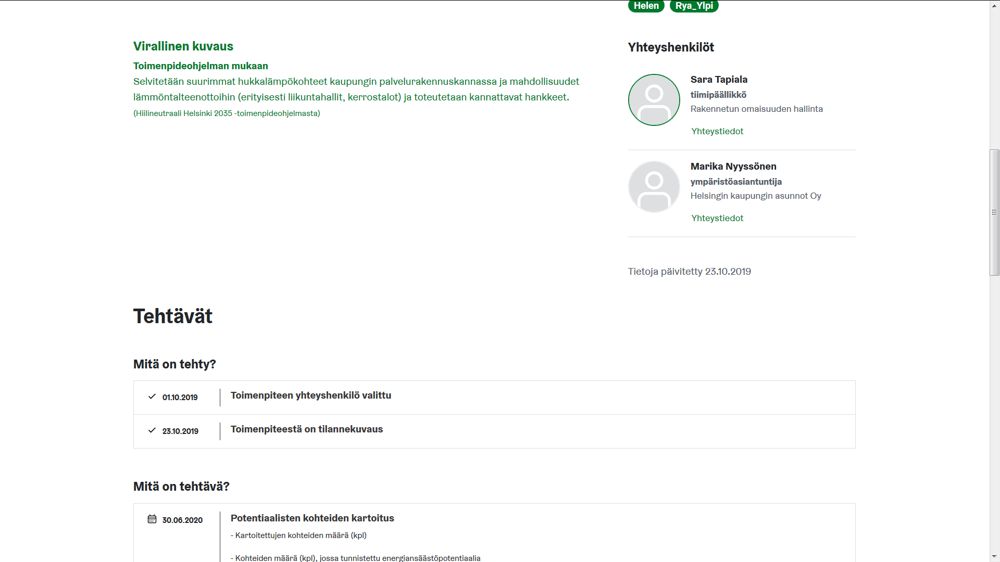 Helen Rya_Ylpi
Virallinen kuvaus
Toimenpideohjelman mukaan
Selvitetään suurimmat hukkalämpökohteet kaupungin palvelurakennuskannassa ja mahdollisuudet
lämmöntalteenottoihin (erityisesti liikuntahallit, kerrostalot) ja toteutetaan kannattavat hankkeet.
(Hiilineutraali Helsinki 2035 -toimenpideohjelmasta)
Yhteyshenkilöt
Sara Tapiala
tiimipäällikkö
Rakennetun omaisuuden hallinta
Yhteystiedot
Marika Nyyssönen
ympäristöasiantuntija
Helsingin kaupungin asunnot Oy
Yhteystiedot
Tietoja päivitetty 23.10.2019
Tehtävät
Mitä on tehty?
01.10.2019 Toimenpiteen yhteyshenkilö valittu
23.10.2019 Toimenpiteestä on tilannekuvaus
Mitä on tehtävä?
30.06.2020 Potentiaalisten kohteiden kartoitus
- Kartoitettujen kohteiden määrä (kpl)
- Kohteiden määrä (kpl), jossa tunnistettu energiansäästöpotentiaalia